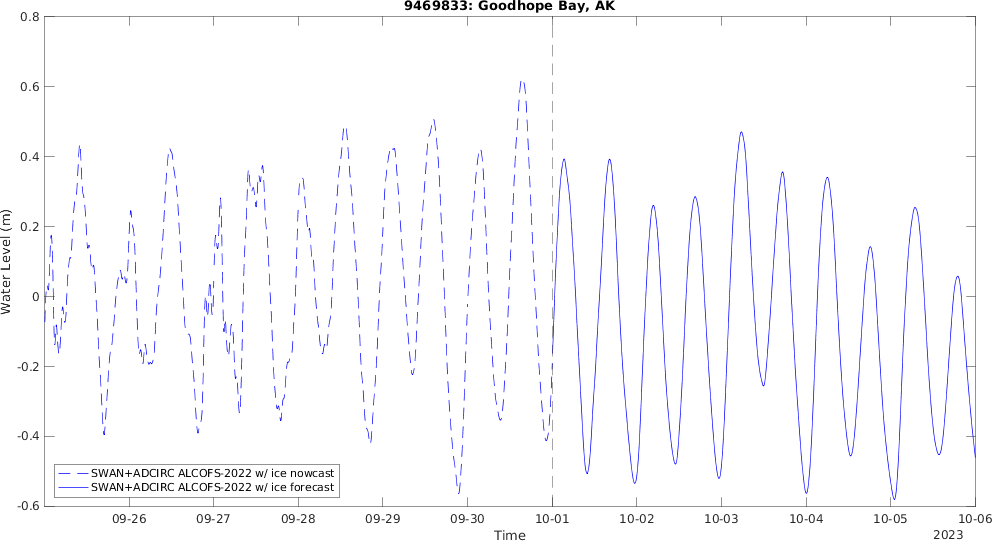 9469833: Goodhope Bay, AK
Water Level (m)
0.8
0.6
0.4
0.2
0
-0.2
-0.4
-0.6
SWAN+ADCIRC ALCOFS-2022 w/ ice nowcast
SWAN+ADCIRC ALCOFS-2022 w/ ice forecast
09-26 09-27 09-28 09-29 09-30 10-01 10-02 10-03 10-04 10-05 10-06
Time
2023